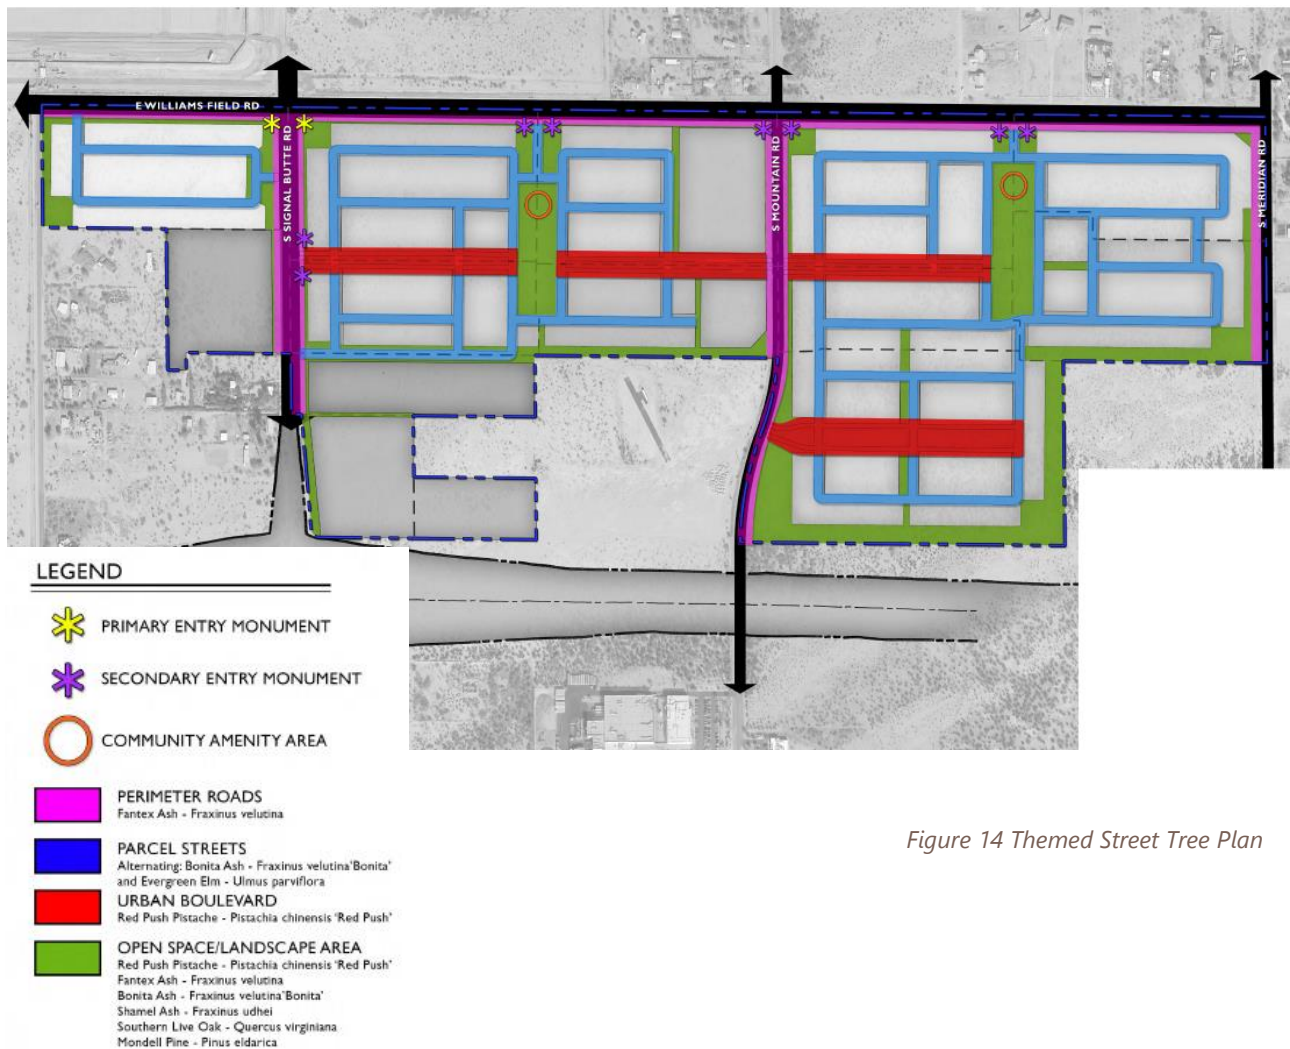 E WILLIAMS FIELD RD
S SIGNAL BUTTE RD
S MOUNTAIN RD
S MERIDIAN RD
LEGEND
PRIMARY ENTRY MONUMENT
SECONDARY ENTRY MONUMENT
COMMUNITY AMENITY AREA
PERIMETER ROADS
Fantex Ash - Fraxinus velutina
PARCEL STREETS
Alternating: Bonita Ash - Fraxinus velutina'Bonita'
and Evergreen Elm - Ulmus parviflora
URBAN BOULEVARD
Red Push Pistache - Pistachia chinensis 'Red Push'
OPEN SPACE/LANDSCAPE AREA
Red Push Pistache - Pistachia chinensis 'Red Push'
Fantex Ash - Fraxinus velutina
Bonita Ash - Fraxinus velutina'Bonita'
Shamel Ash - Fraxinus udhei
Southern Live Oak - Quercus virginiana
Mondell Pine - Pinus eldarica
Figure 14 Themed Street Tree Plan